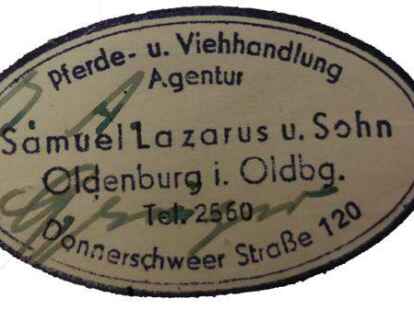 Pferde- u. Viehhandlung
Agentur
Samuel Lazarus u. Sohn
Oldenburg i. Oldbg.
Tel. 2560
Donnerschweer Straße 120